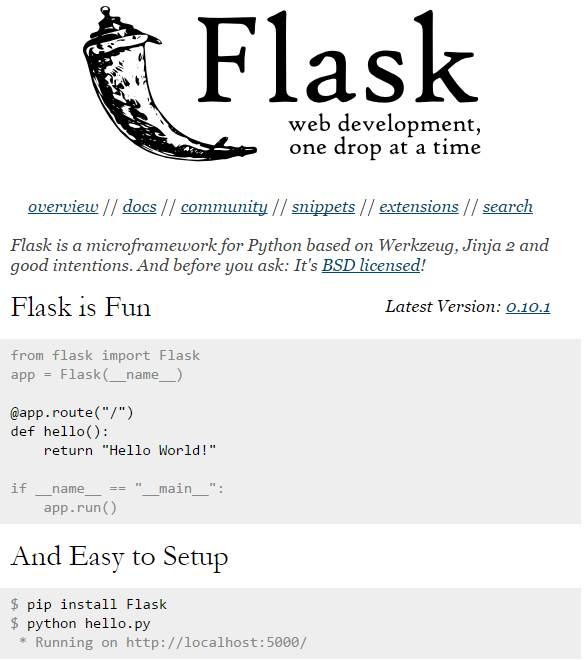 Flask
web development,
one drop at a time
overview // docs // community // snippets // extensions // search
Flask is a microframework for Python based on Werkzeug, Jinja 2 and
good intentions. And before you ask: It's BSD licensed!
Flask is Fun
Latest Version: 0.10.1
from flask import Flask
app = Flask(__name__)
@app.route("/")
def hello():
    return "Hello World!"
if __name__ == "__main__":
    app.run()
And Easy to Setup
$ pip install Flask
$ python hello.py
 * Running on http://localhost:5000/